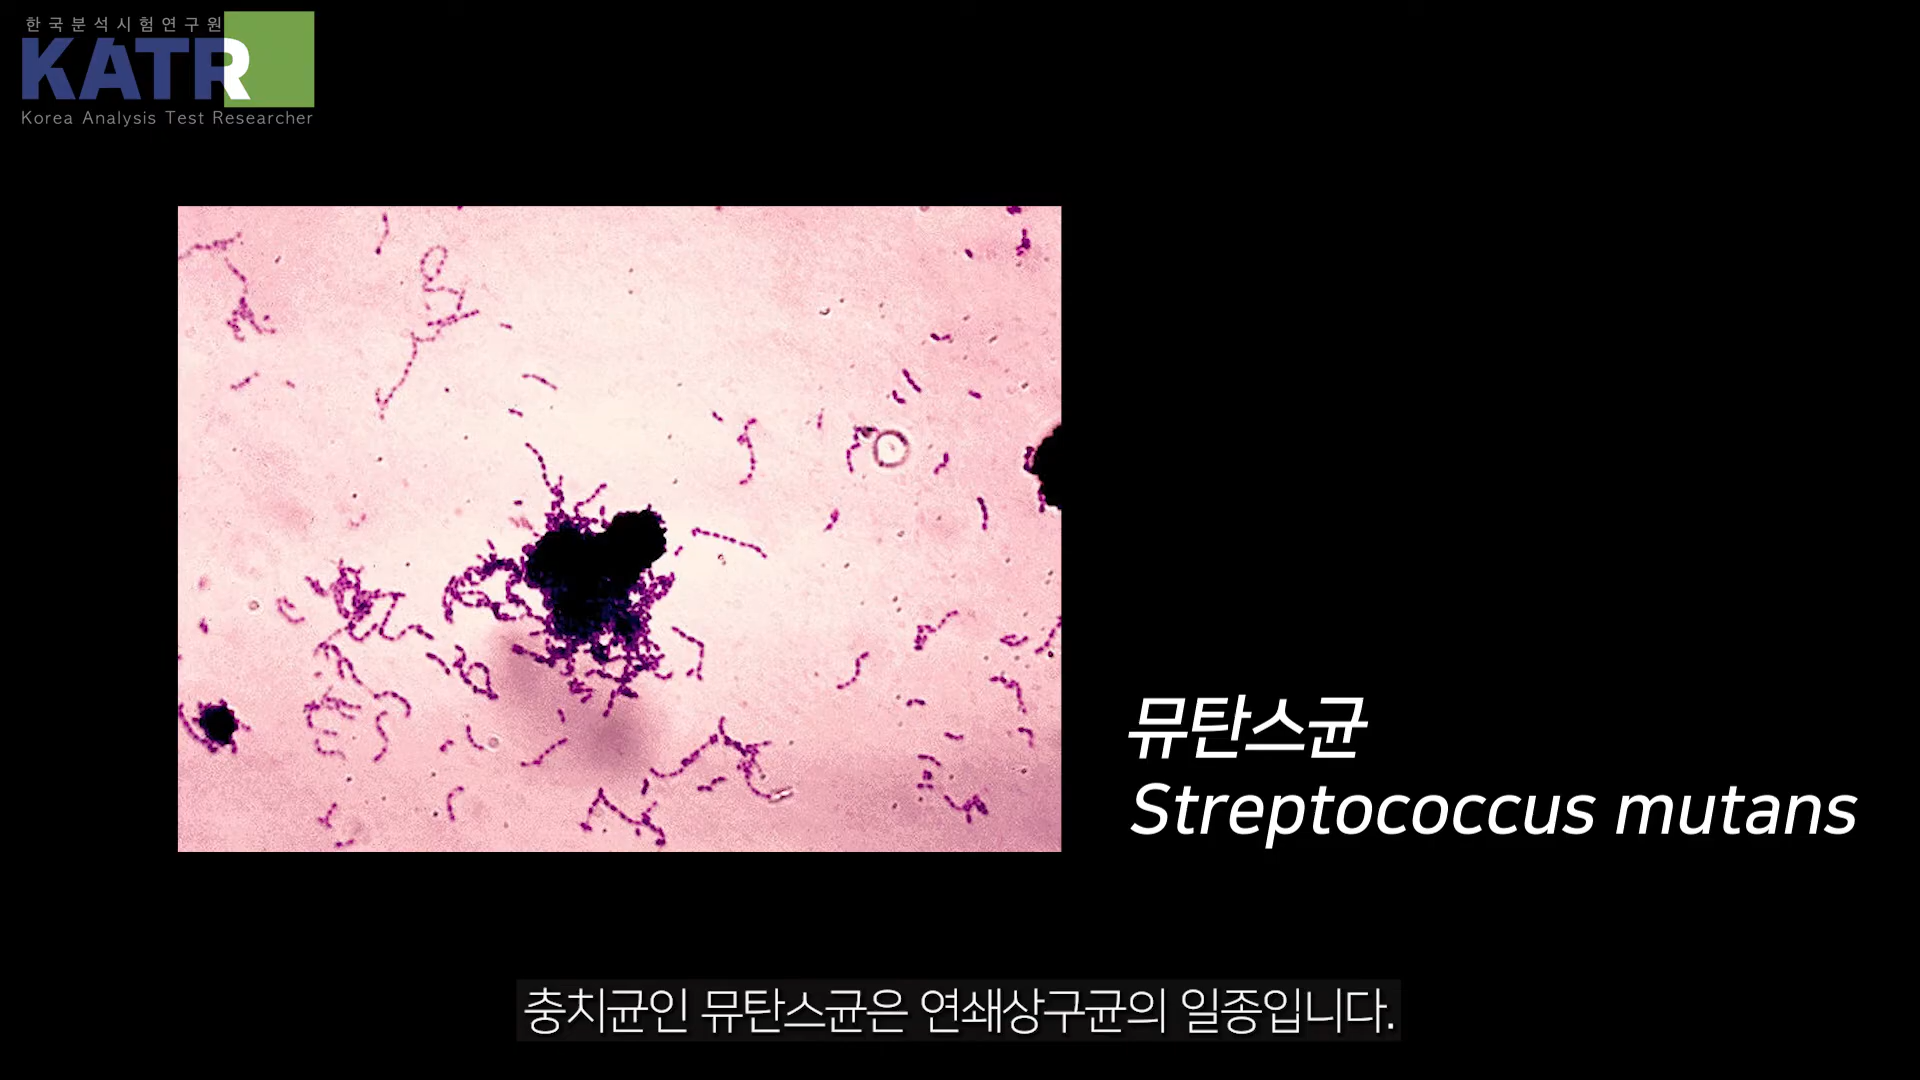 한국분석시험연구원
KATR
Korea Analysis Test Researcher
뮤탄스균
Streptococcus mutans
충치균인 뮤탄스균은 연쇄상구균의 일종입니다.